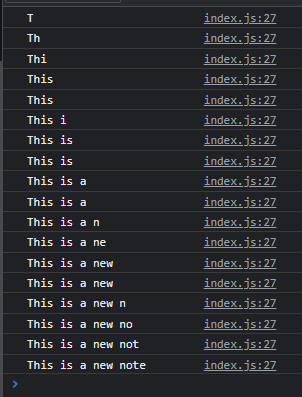 T index.js:27
Th index.js:27
Thi index.js:27
This index.js:27
This index.js:27
This i index.js:27
This is index.js:27
This is index.js:27
This is a index.js:27
This is a index.js:27
This is a n index.js:27
This is a ne index.js:27
This is a new index.js:27
This is a new index.js:27
This is a new n index.js:27
This is a new no index.js:27
This is a new not index.js:27
This is a new note index.js:27